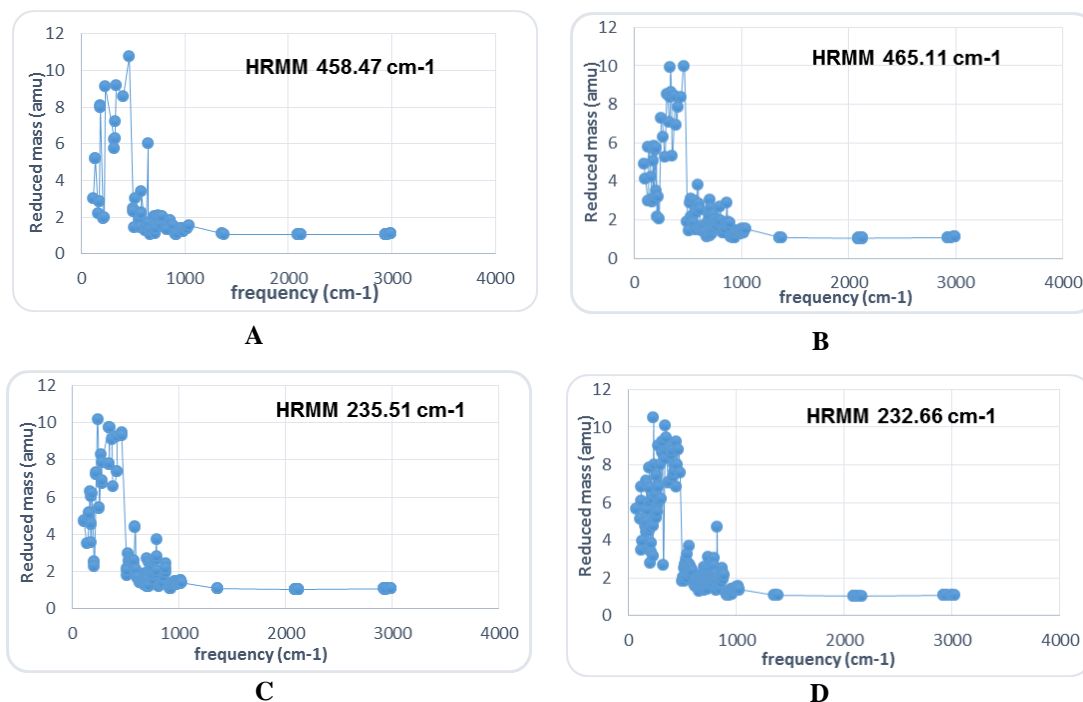 HRMM 458.47 cm-1
Reduced mass (amu)
12
10
8
6
4
2
0
0 1000 2000 3000 4000
frequency (cm-1)
A
HRMM 465.11 cm-1
Reduced mass (amu)
12
10
8
6
4
2
0
0 1000 2000 3000 4000
frequency (cm-1)
B
HRMM 235.51 cm-1
Reduced mass (amu)
12
10
8
6
4
2
0
0 1000 2000 3000 4000
frequency (cm-1)
C
HRMM 232.66 cm-1
Reduced mass (amu)
12
10
8
6
4
2
0
0 1000 2000 3000 4000
frequency (cm-1)
D